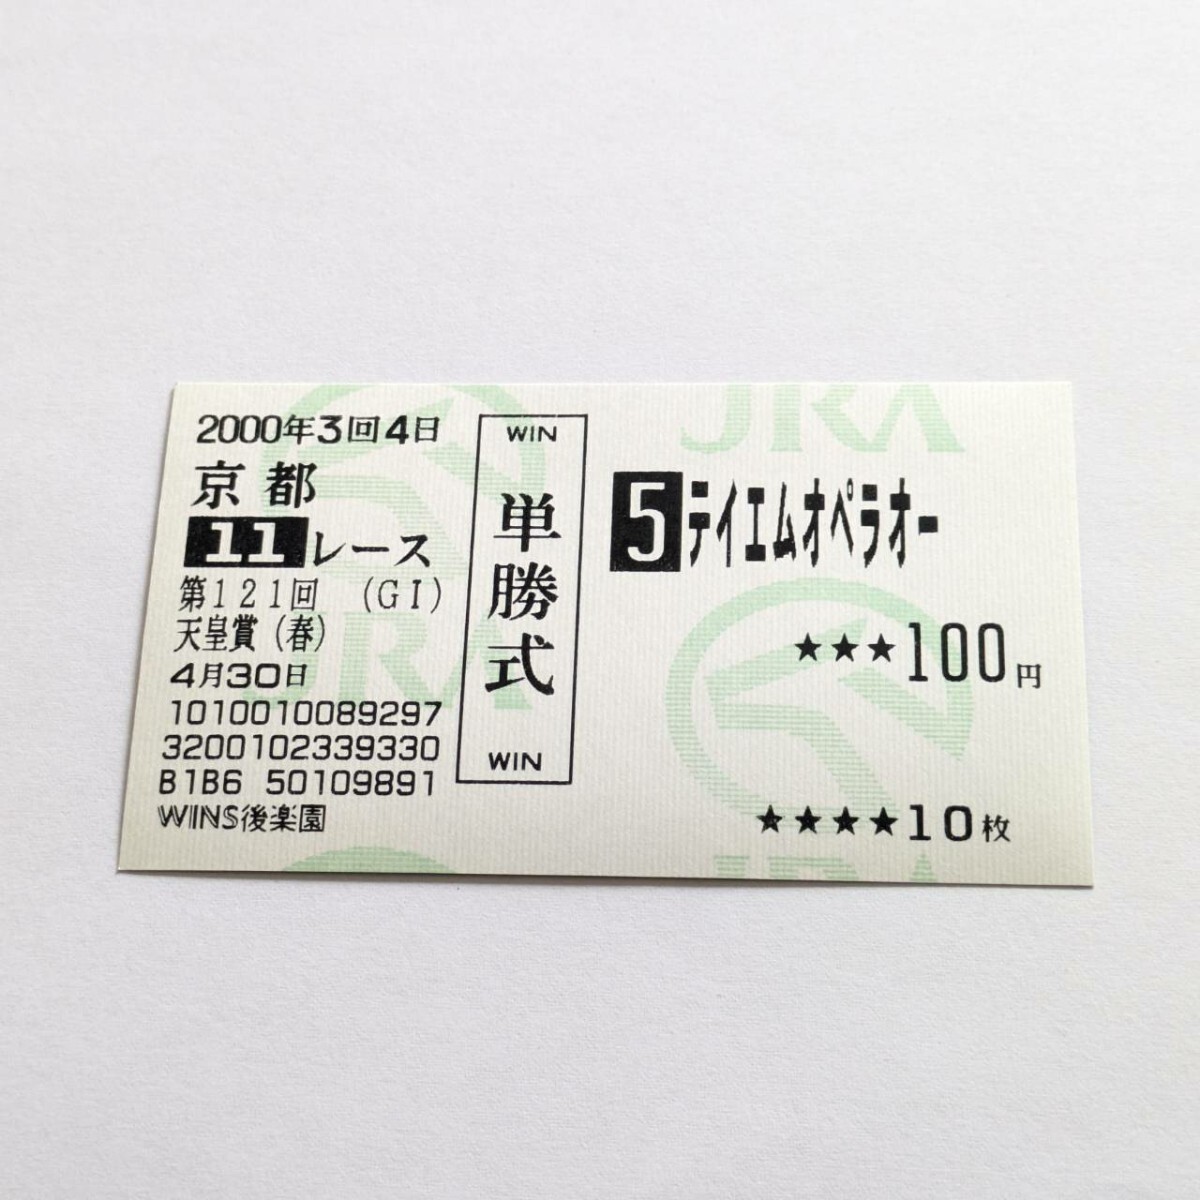 2000年3回4日
京都
11レース
第121回 (GⅠ)
天皇賞(春)
4月30日
1010010089297
3200102339330
B1B6 50109891
WINS後楽園
WIN
単勝式
WIN
5テイエムオペラオー
★★★100円
★★★★10枚
JRA
JRA
JRA